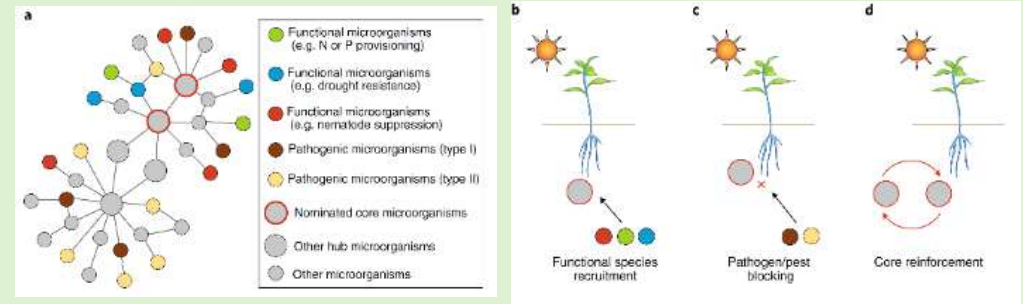 a
Functional microorganisms
(e.g. N or P provisioning)
Functional microorganisms
(e.g. drought resistance)
Functional microorganisms
(e.g. nematode suppression)
Pathogenic microorganisms (type I)
Pathogenic microorganisms (type II)
Nominated core microorganisms
Other hub microorganisms
Other microorganisms
b
Functional species
recruitment
c
Pathogen/pest
blocking
d
Core reinforcement